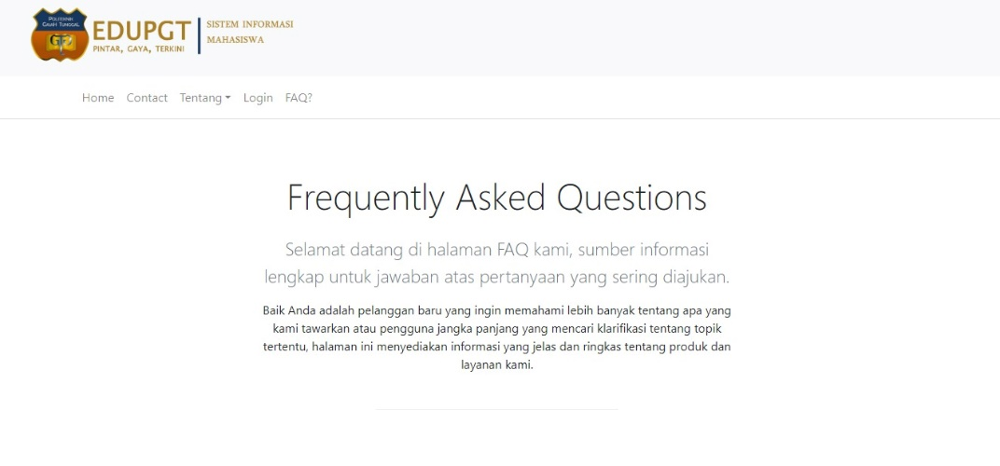 POLITEKNIK
GAJAH TUNGGAL
EDUPGT
PINTAR, GAYA, TERKINI
SISTEM INFORMASI
MAHASISWA
Home Contact Tentang Login FAQ?
Frequently Asked Questions
Selamat datang di halaman FAQ kami, sumber informasi
lengkap untuk jawaban atas pertanyaan yang sering diajukan.
Baik Anda adalah pelanggan baru yang ingin memahami lebih banyak tentang apa yang
kami tawarkan atau pengguna jangka panjang yang mencari klarifikasi tentang topik
tertentu, halaman ini menyediakan informasi yang jelas dan ringkas tentang produk dan
layanan kami.